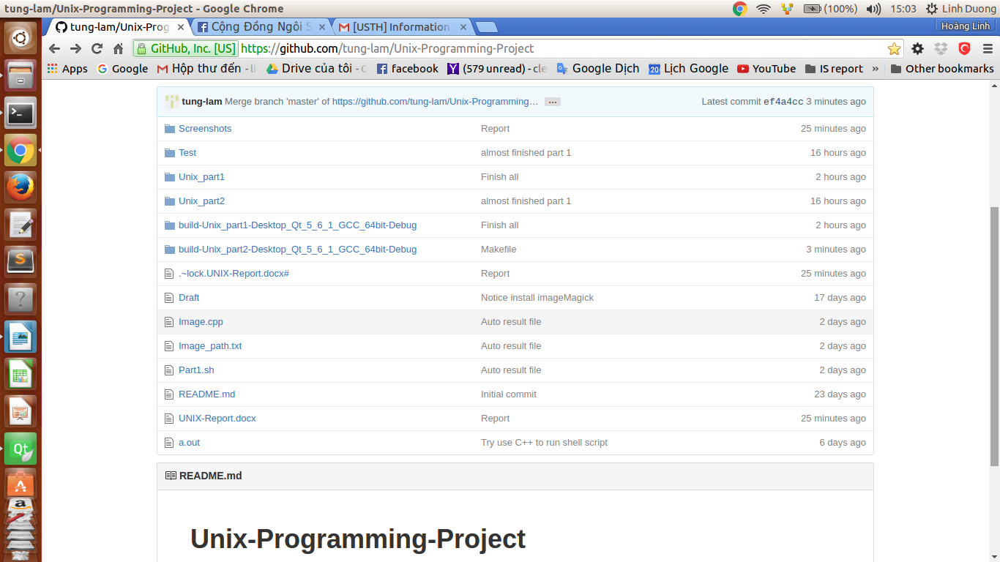 tung-lam/Unix-Programming-Project - Google Chrome (100%) 15:03 Linh Duong
tung-lam/Unix-Prog Cộng Đồng Ngôi S [USTH] Information Hoàng Linh
GitHub, Inc. [US] https://github.com/tung-lam/Unix-Programming-Project
Apps Google Hộp thư đến - li Drive của tôi - G facebook (579 unread) - cle Google Dịch 20 Lịch Google YouTube IS report » Other bookmarks
tung-lam Merge branch 'master' of https://github.com/tung-lam/Unix-Programming… … Latest commit ef4a4cc 3 minutes ago
Screenshots Report 25 minutes ago
Test almost finished part 1 16 hours ago
Unix_part1 Finish all 2 hours ago
Unix_part2 almost finished part 1 16 hours ago
build-Unix_part1-Desktop_Qt_5_6_1_GCC_64bit-Debug Finish all 2 hours ago
build-Unix_part2-Desktop_Qt_5_6_1_GCC_64bit-Debug Makefile 3 minutes ago
.~lock.UNIX-Report.docx# Report 25 minutes ago
Draft Notice install imageMagick 17 days ago
Image.cpp Auto result file 2 days ago
Image_path.txt Auto result file 2 days ago
Part1.sh Auto result file 2 days ago
README.md Initial commit 23 days ago
UNIX-Report.docx Report 25 minutes ago
a.out Try use C++ to run shell script 6 days ago
README.md
Unix-Programming-Project